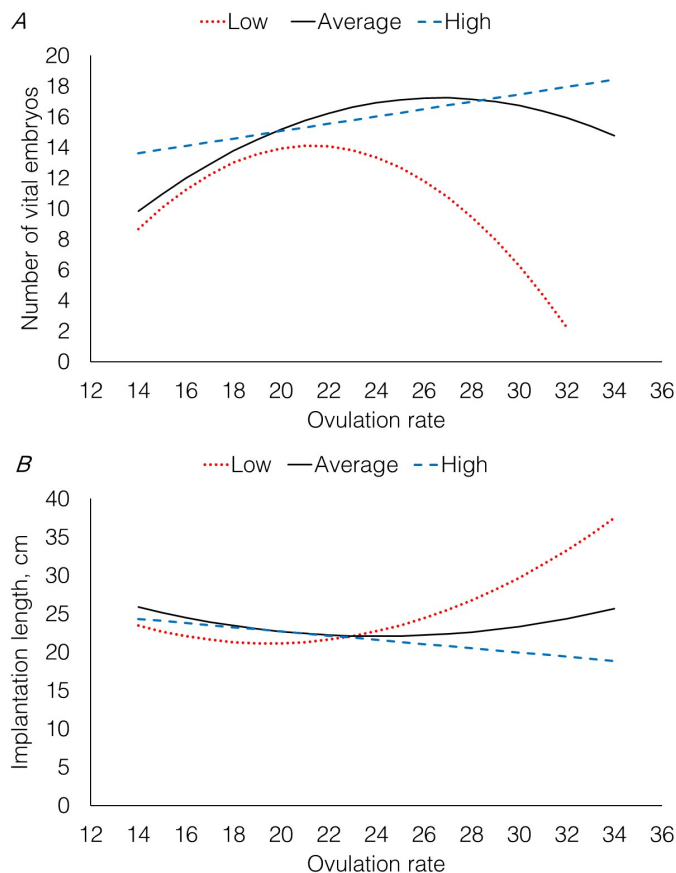 A
Low Average High
Number of vital embryos
20
18
16
14
12
10
8
6
4
2
0
12 14 16 18 20 22 24 26 28 30 32 34 36
Ovulation rate
B
Low Average High
Implantation length, cm
40
35
30
25
20
15
10
5
0
12 14 16 18 20 22 24 26 28 30 32 34 36
Ovulation rate